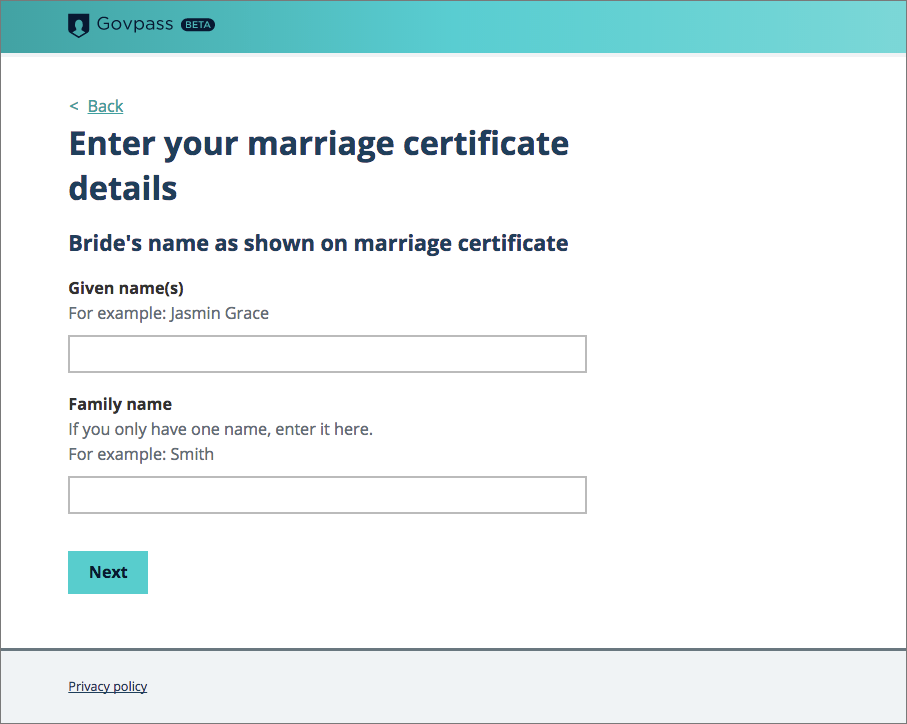 Govpass BETA
< Back
Enter your marriage certificate
details
Bride's name as shown on marriage certificate
Given name(s)
For example: Jasmin Grace
Family name
If you only have one name, enter it here.
For example: Smith
Next
Privacy policy